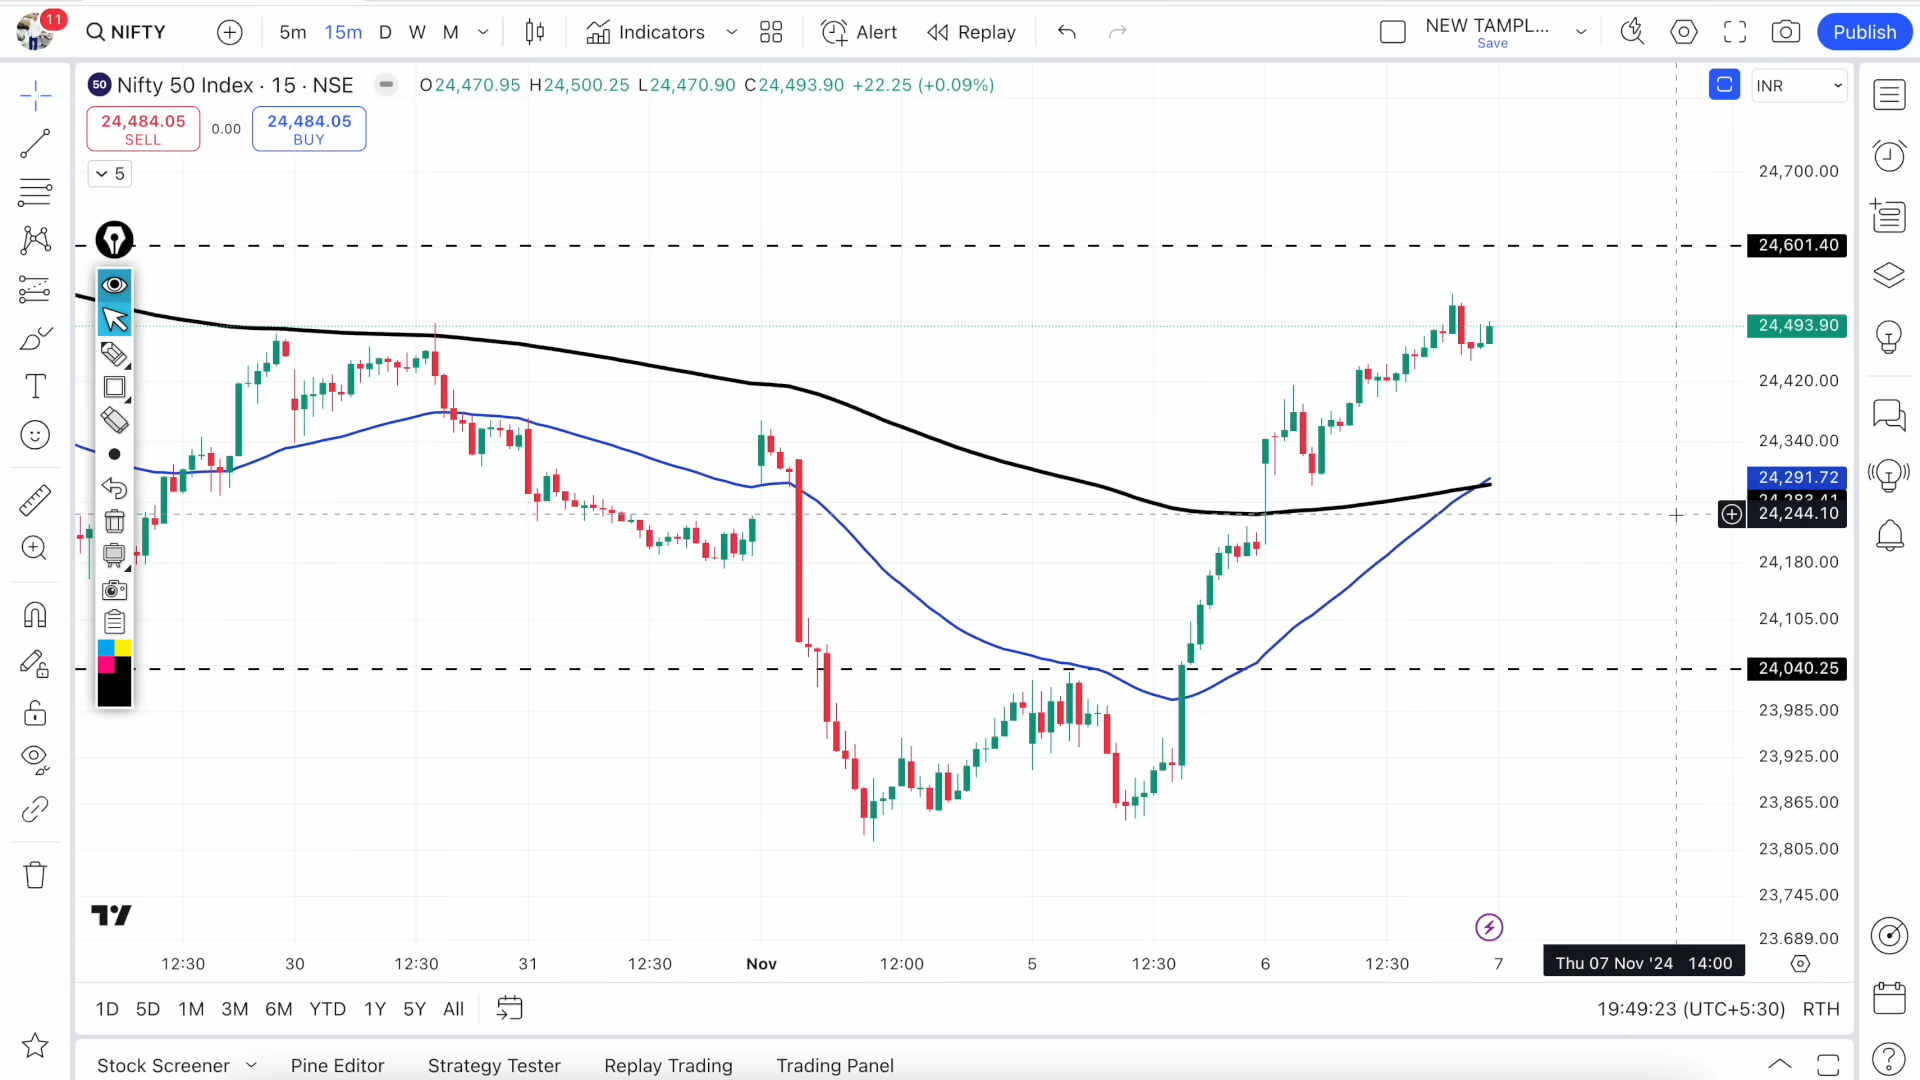 11
NIFTY
5m 15m D W M
Indicators
Alert
Replay
NEW TAMPL...
Save
Publish
50 Nifty 50 Index · 15 · NSE
O24,470.95 H24,500.25 L24,470.90 C24,493.90 +22.25 (+0.09%)
INR
24,484.05
SELL
0.00
24,484.05
BUY
5
24,700.00
24,601.40
24,493.90
24,420.00
24,340.00
24,291.72
24,283.41
24,244.10
24,180.00
24,105.00
24,040.25
23,985.00
23,925.00
23,865.00
23,805.00
23,745.00
23.689.00
12:30 30 12:30 31 12:30 Nov 12:00 5 12:30 6 12:30 7 Thu 07 Nov '24 14:00
1D 5D 1M 3M 6M YTD 1Y 5Y All
19:49:23 (UTC+5:30) RTH
Stock Screener Pine Editor Strategy Tester Replay Trading Trading Panel